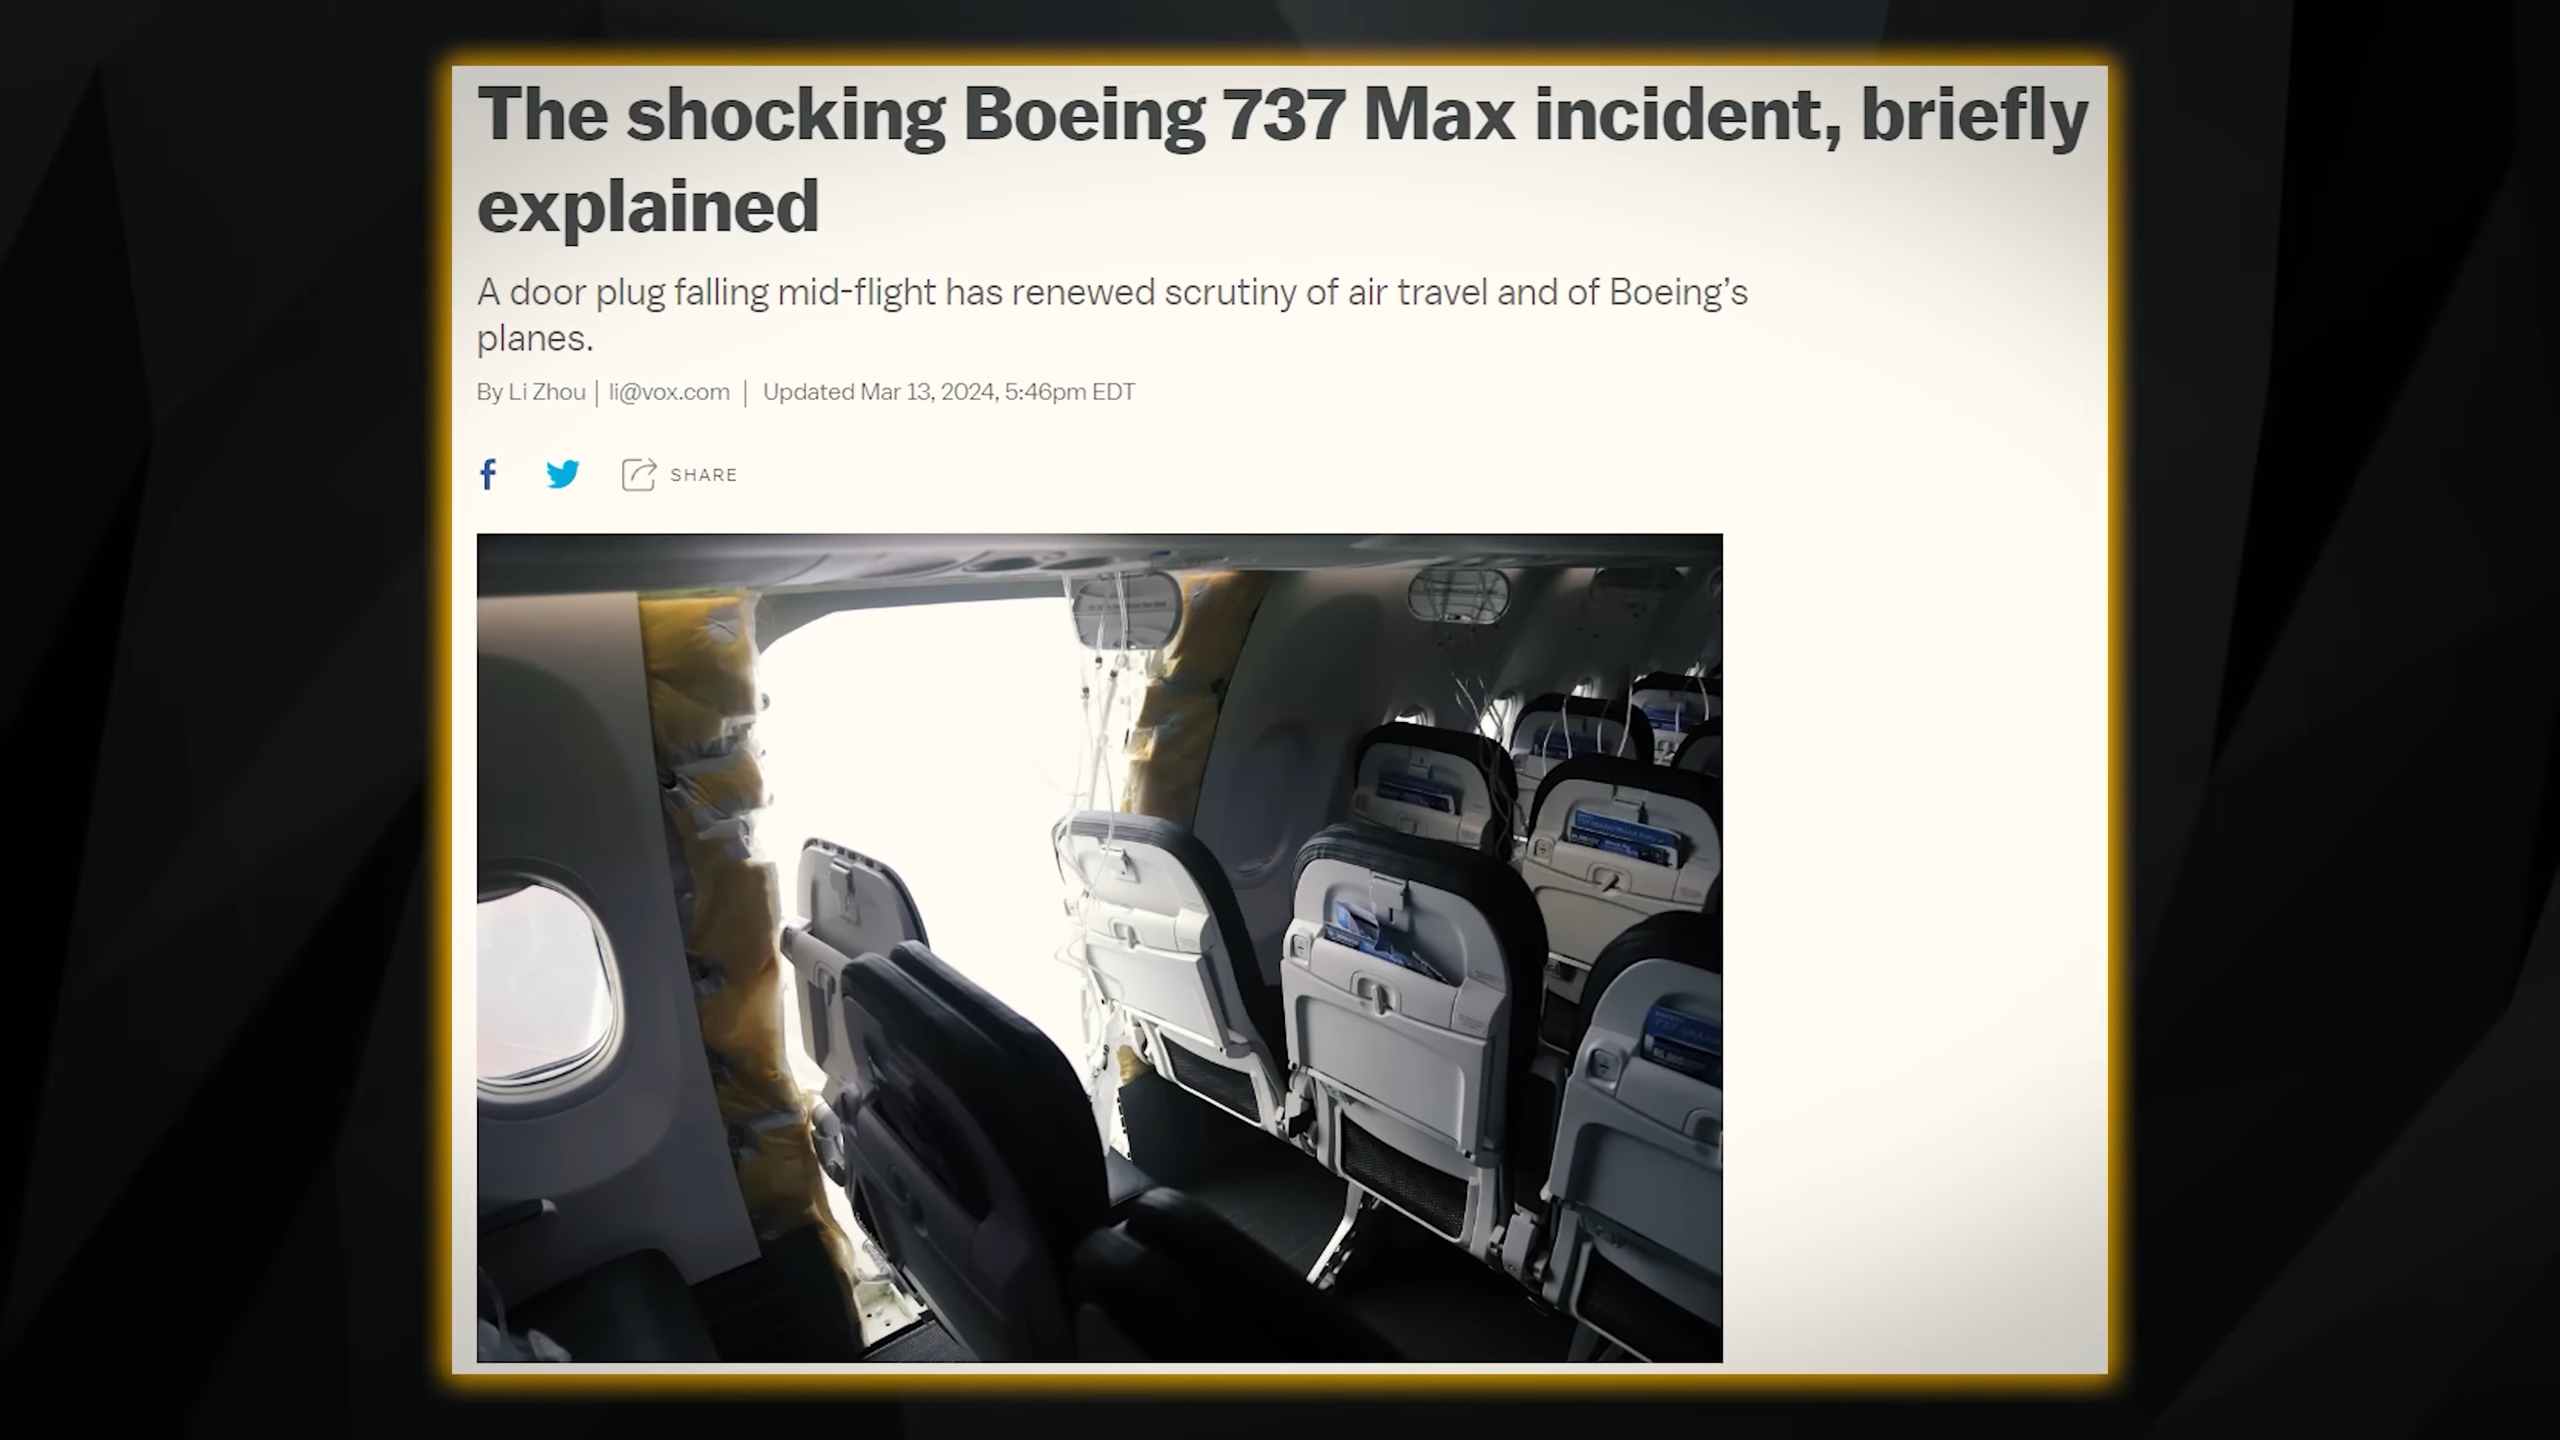 The shocking Boeing 737 Max incident, briefly
explained
A door plug falling mid-flight has renewed scrutiny of air travel and of Boeing's
planes.
By Li Zhou | li@vox.com | Updated Mar 13, 2024, 5:46pm EDT
SHARE